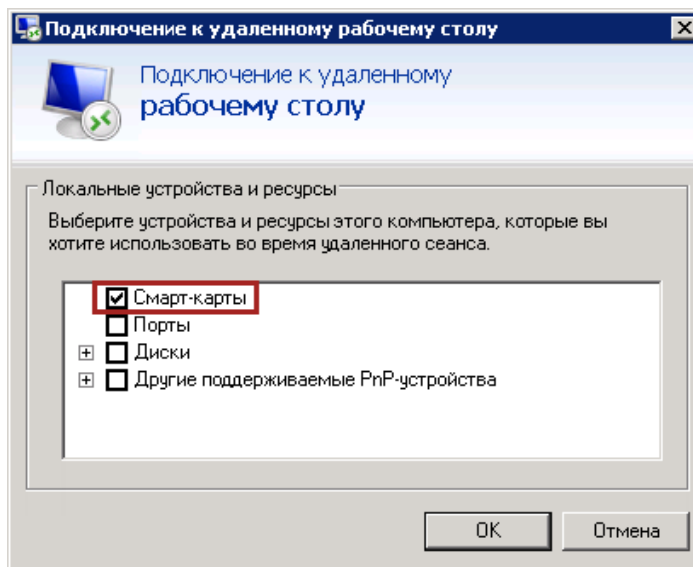 Подключение к удаленному рабочему столу
Подключение к удаленному
рабочему столу
Локальные устройства и ресурсы
Выберите устройства и ресурсы этого компьютера, которые вы
хотите использовать во время удаленного сеанса.
Смарт-карты
Порты
Диски
Другие поддерживаемые PnP-устройства
OK
Отмена